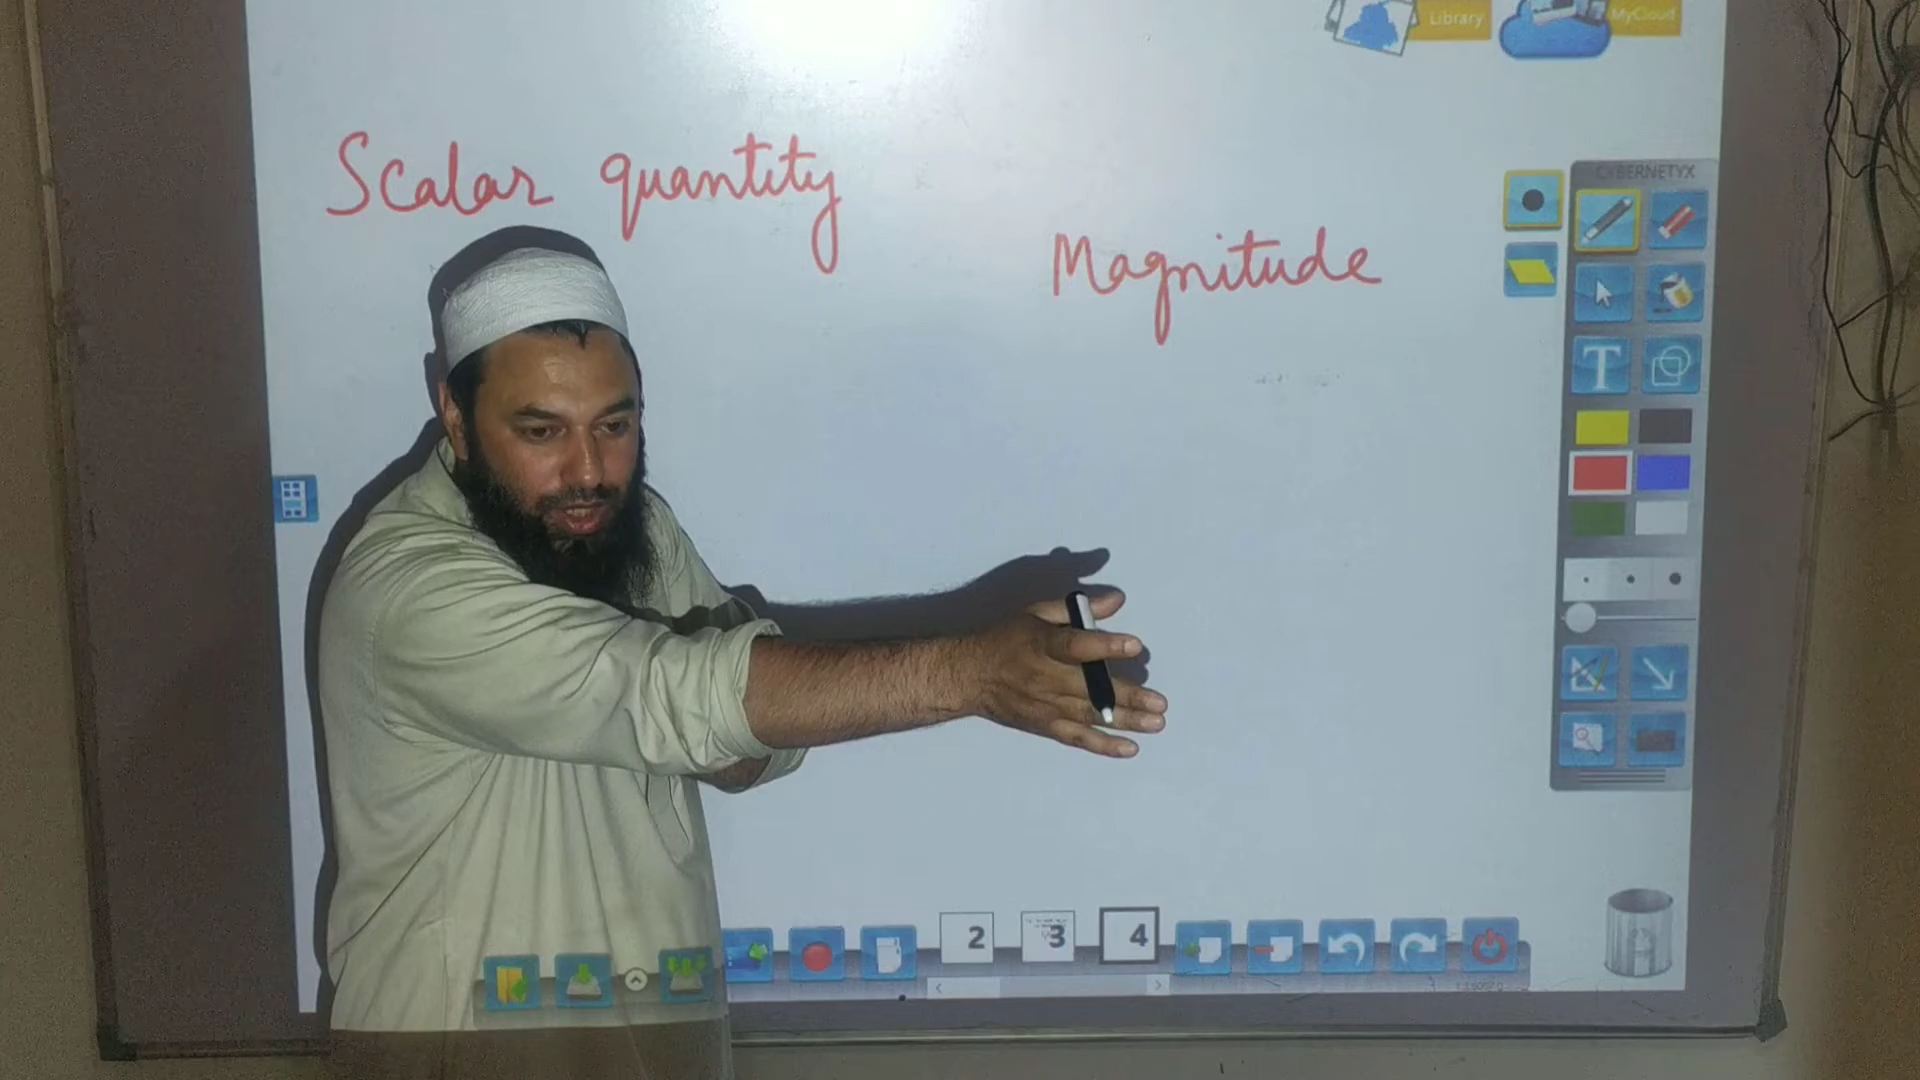 Library
MyCloud
Scalar quantity
CYBERNETYX
Magnitude
T
2
3
4